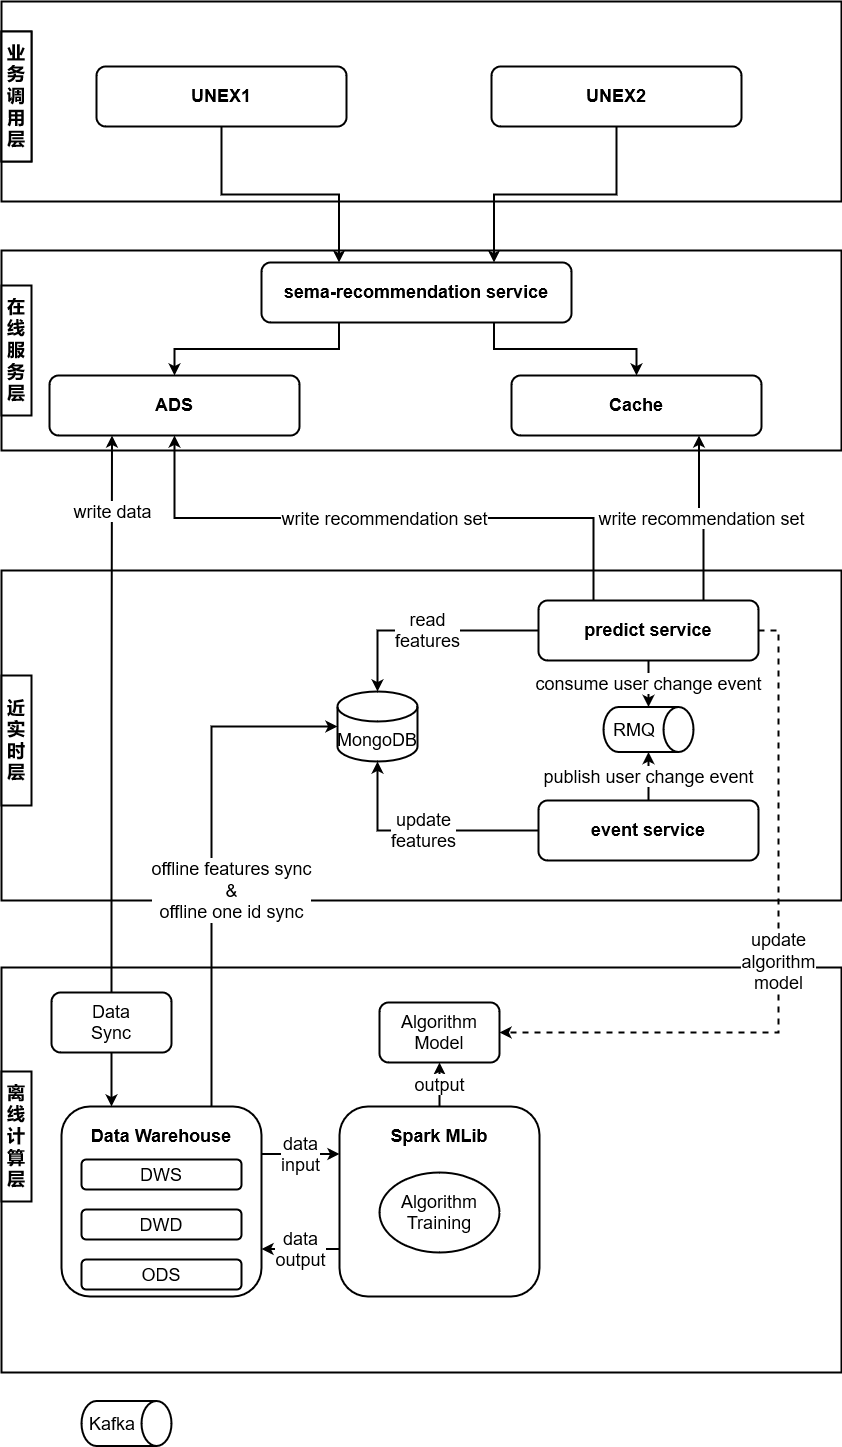 业务调用层
UNEX1
UNEX2
在线服务层
sema-recommendation service
ADS
Cache
write data
write recommendation set
write recommendation set
近实时层
read
features
predict service
consume user change event
MongoDB
RMQ
publish user change event
update
features
event service
offline features sync
&
offline one id sync
update
algorithm
model
离线计算层
Data
Sync
Algorithm
Model
output
Data Warehouse
DWS
DWD
ODS
data
input
data
output
Spark MLib
Algorithm
Training
Kafka